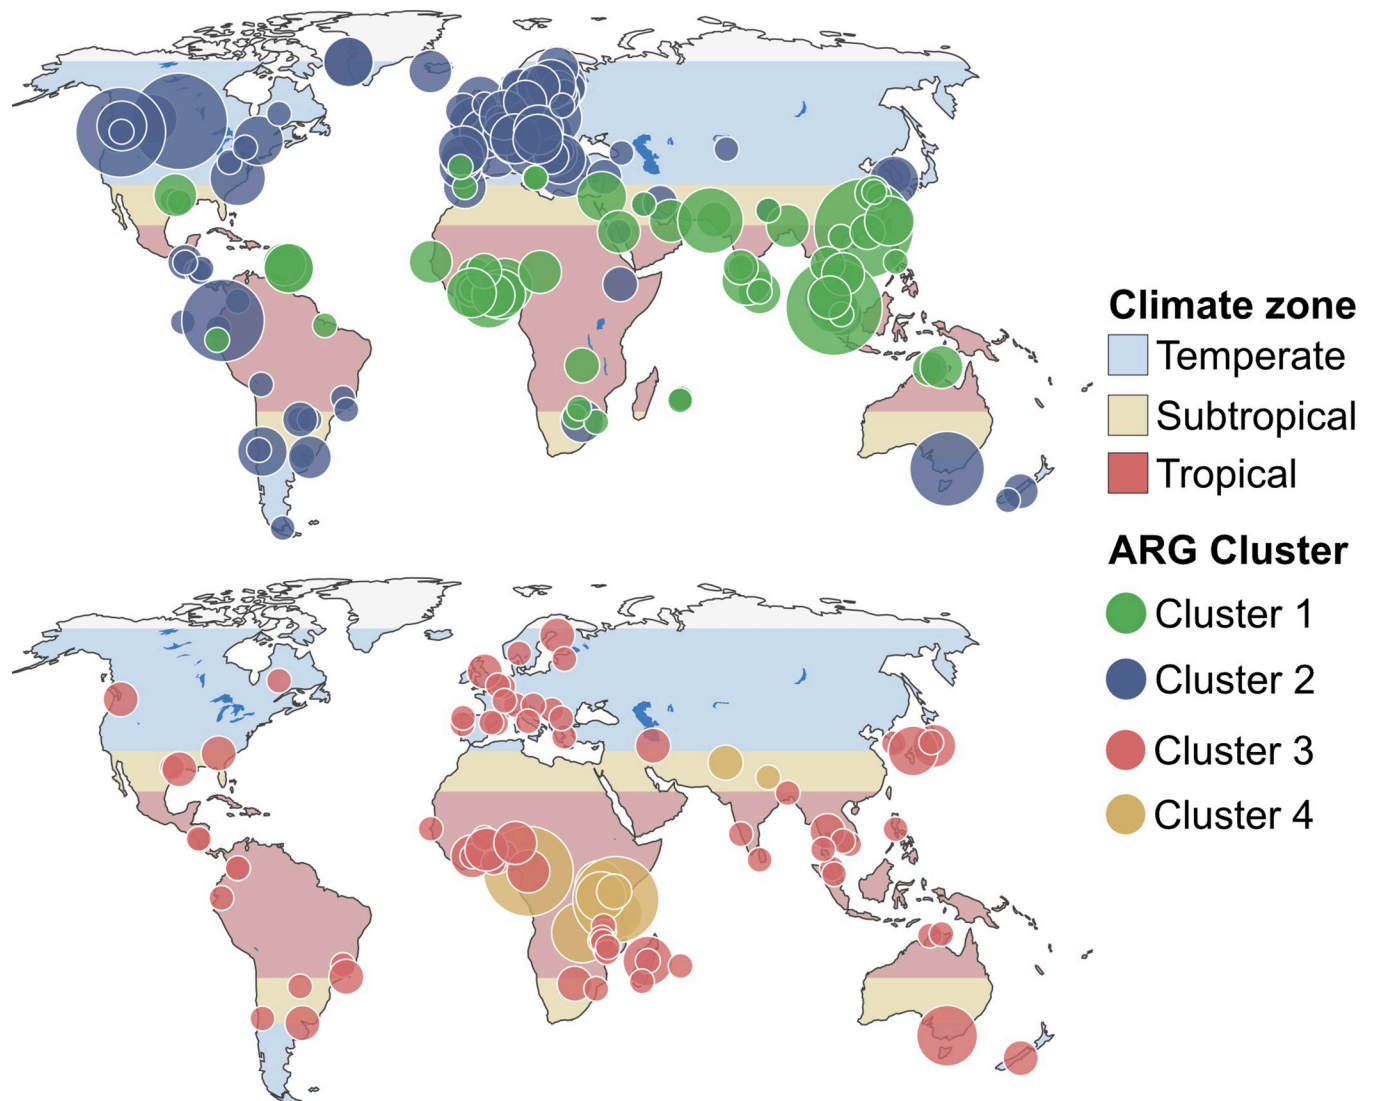 Climate zone
Temperate
Subtropical
Tropical
ARG Cluster
Cluster 1
Cluster 2
Cluster 3
Cluster 4